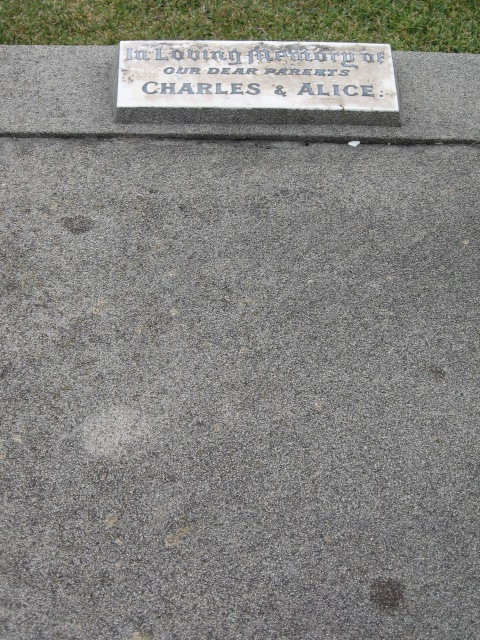 In Loving Memory of
OUR DEAR PARENTS
CHARLES & ALICE.